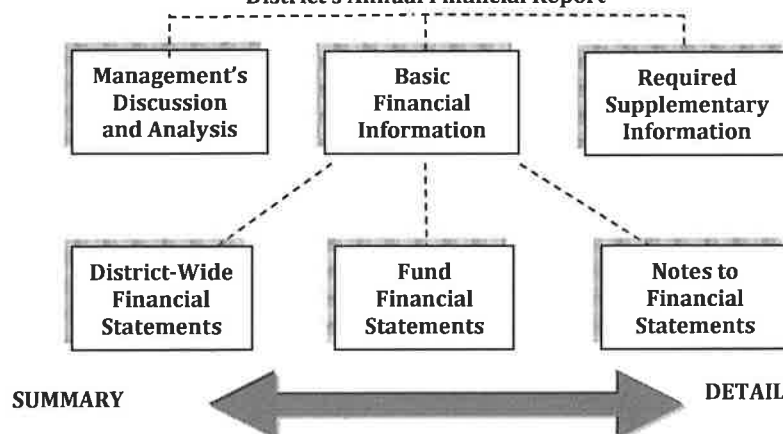 District's Annual Financial Report
Management's
Discussion
and Analysis
Basic
Financial
Information
Required
Supplementary
Information
District-Wide
Financial
Statements
Fund
Financial
Statements
Notes to
Financial
Statements
SUMMARY
DETAIL